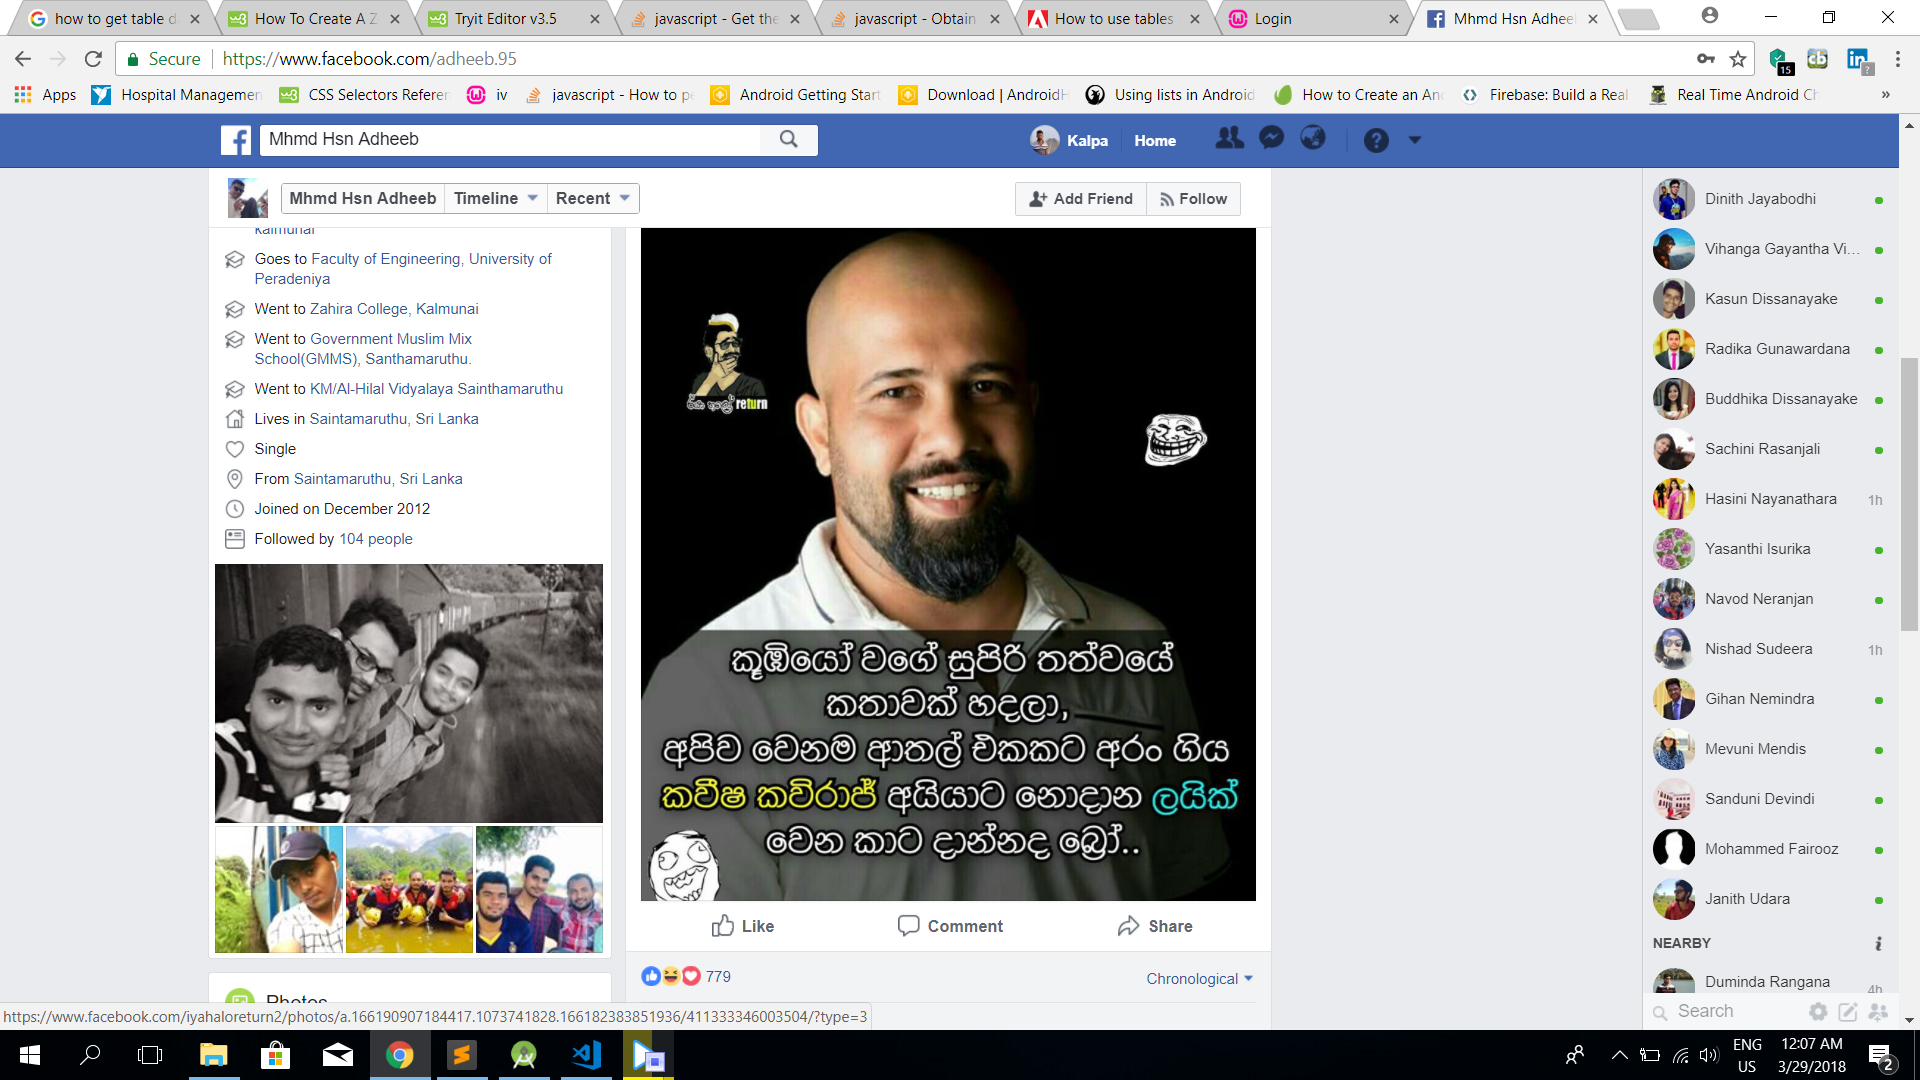 how to get table d
How To Create A Z
Tryit Editor v3.5
javascript - Get the
javascript - Obtain
How to use tables
Login
Mhmd Hsn Adheeb
Secure
https://www.facebook.com/adheeb.95
15
Apps
Hospital Managemen
CSS Selectors Referen
iv
javascript - How to pe
Android Getting Start
Download | AndroidH
Using lists in Android
How to Create an And
Firebase: Build a Real
Real Time Android Ch
»
Mhmd Hsn Adheeb
Kalpa
Home
Mhmd Hsn Adheeb
Timeline
Recent
Add Friend
Follow
kalmunai
Goes to Faculty of Engineering, University of
Peradeniya
Went to Zahira College, Kalmunai
Went to Government Muslim Mix
School(GMMS), Santhamaruthu.
Went to KM/Al-Hilal Vidyalaya Sainthamaruthu
Lives in Saintamaruthu, Sri Lanka
Single
From Saintamaruthu, Sri Lanka
Joined on December 2012
Followed by 104 people
Photos
return
කූඹියෝ වගේ සුපිරි තත්වයේ
කතාවක් හදලා,
අපිව වෙනම ආතල් එකකට අරං ගිය
කවීෂ කවිරාජ් අයියාට නොදාන ලයික්
වෙන කාට දාන්නද බ්‍රෝ..
Like
Comment
Share
779
Chronological
Dinith Jayabodhi
Vihanga Gayantha Vi...
Kasun Dissanayake
Radika Gunawardana
Buddhika Dissanayake
Sachini Rasanjali
Hasini Nayanathara
1h
Yasanthi Isurika
Navod Neranjan
Nishad Sudeera
1h
Gihan Nemindra
Mevuni Mendis
Sanduni Devindi
Mohammed Fairooz
Janith Udara
NEARBY
Duminda Rangana
4h
Search
https://www.facebook.com/iyahaloreturn2/photos/a.166190907184417.1073741828.166182383851936/411333346003504/?type=3
ENG
US
12:07 AM
3/29/2018
2